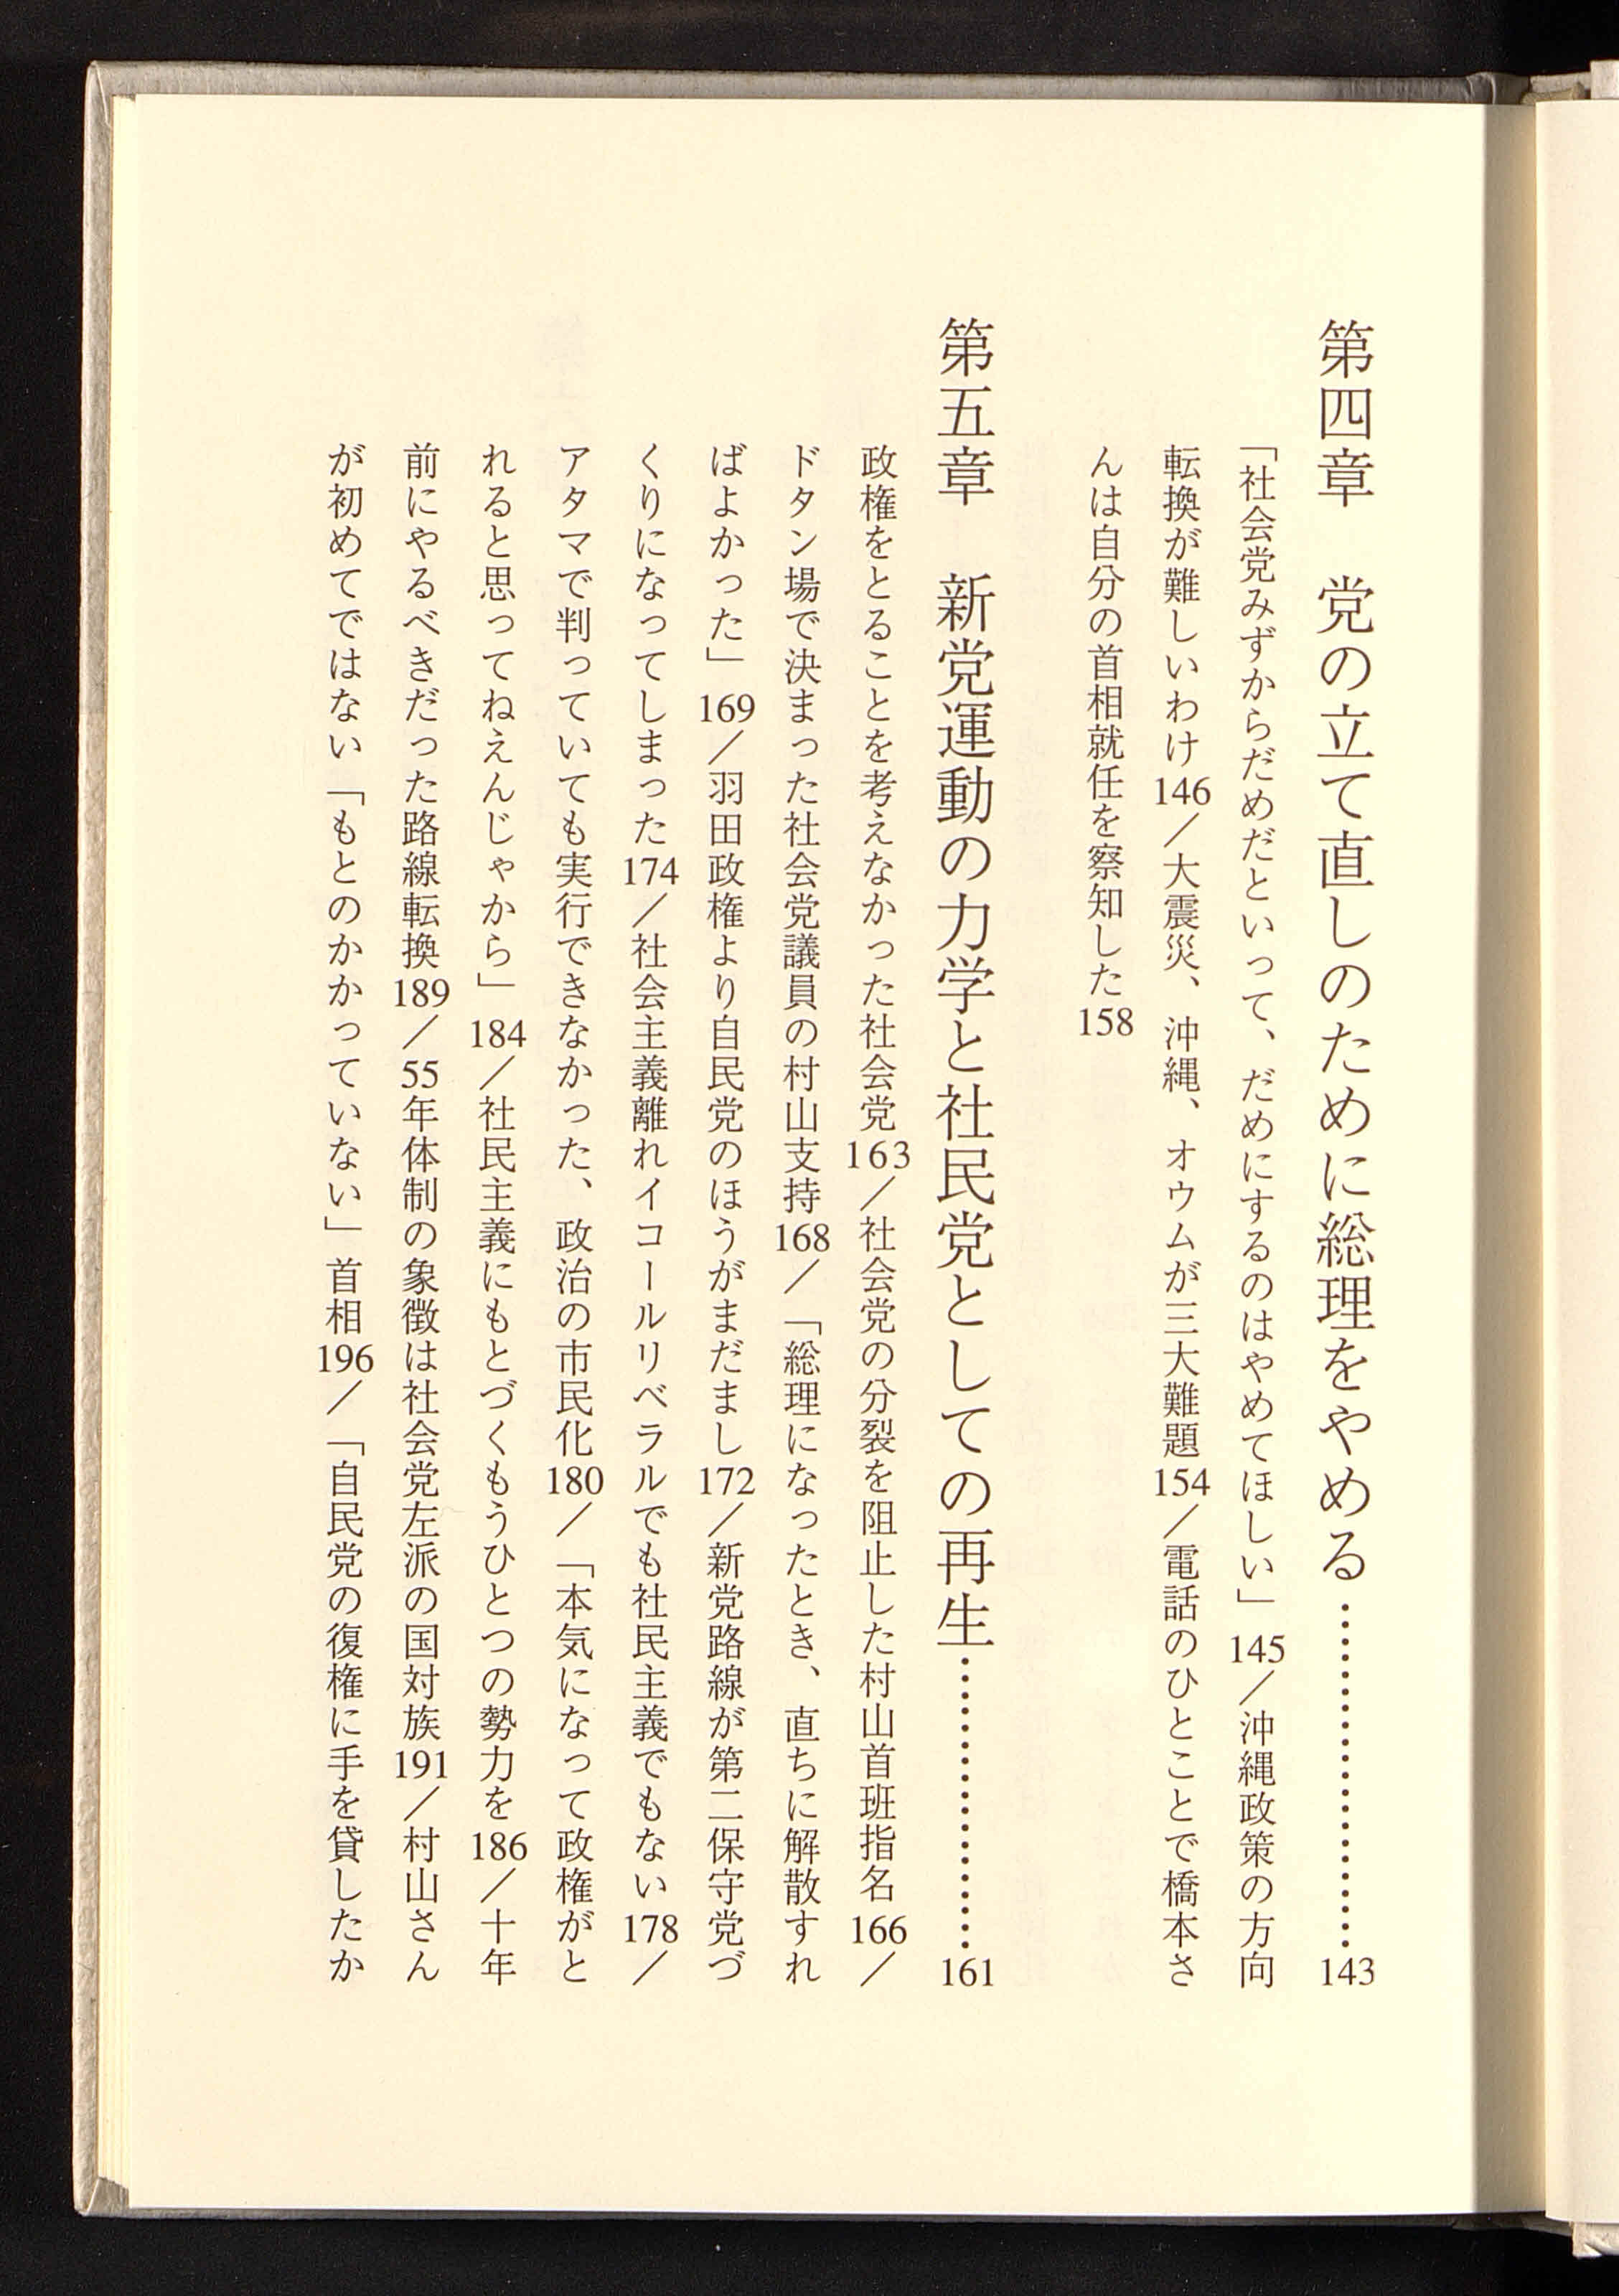 第四章　党の立て直しのために総理をやめる……………………143
「社会党みずからだめだといって、だめにするのはやめてほしい」145／沖縄政策の方向
転換が難しいわけ146／大震災、沖縄、オウムが三大難題154／電話のひとことで橋本さ
んは自分の首相就任を察知した158
第五章　新党運動の力学と社民党としての再生………………161
政権をとることを考えなかった社会党163／社会党の分裂を阻止した村山首班指名166／
ドタン場で決まった社会党議員の村山支持168／「総理になったとき、直ちに解散すれ
ばよかった」169／羽田政権より自民党のほうがまだまし172／新党路線が第二保守党づ
くりになってしまった174／社会主義離れイコールリベラルでも社民主義でもない178／
アタマで判っていても実行できなかった、政治の市民化180／「本気になって政権がと
れると思ってねえんじゃから」184／社民主義にもとづくもうひとつの勢力を186／十年
前にやるべきだった路線転換189／55年体制の象徴は社会党左派の国対族191／村山さん
が初めてではない「もとのかかっていない」首相196／「自民党の復権に手を貸したか